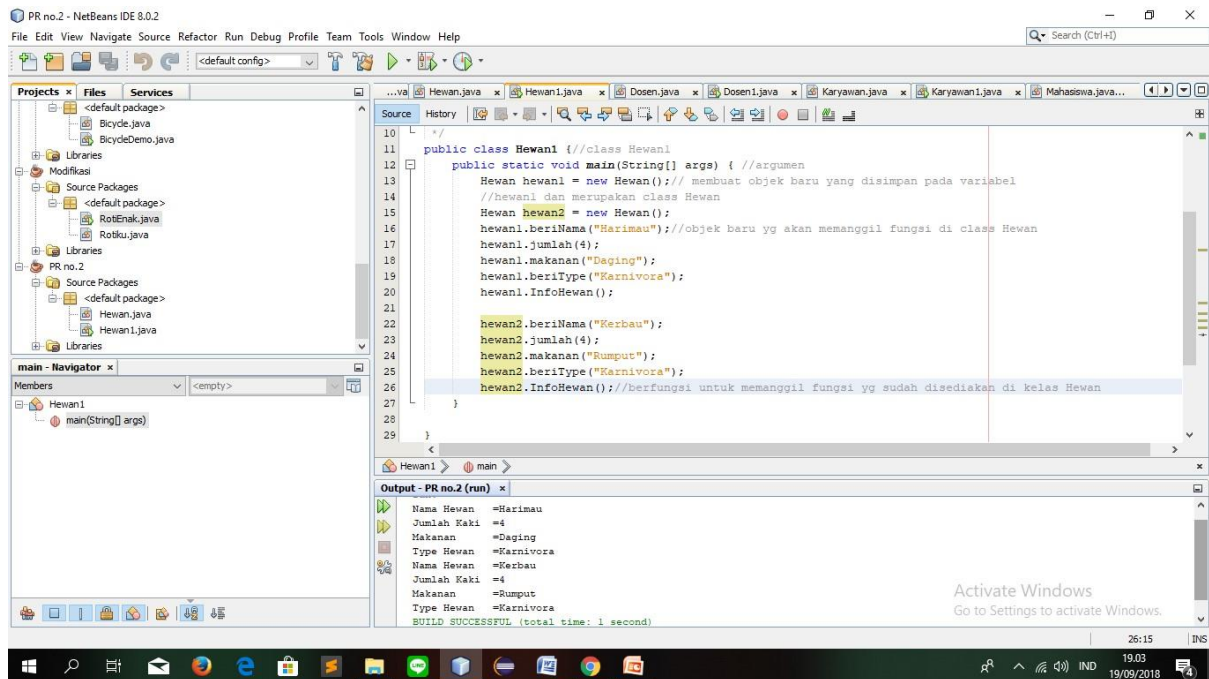 PR no.2 - NetBeans IDE 8.0.2
File Edit View Navigate Source Refactor Run Debug Profile Team Tools Window Help
Search (Ctrl+I)
<default config>
Projects Files Services
<default package>
Bicycle.java
BicycleDemo.java
Libraries
Modifikasi
Source Packages
<default package>
RotiEnak.java
Rotiku.java
Libraries
PR no.2
Source Packages
<default package>
Hewan.java
Hewan1.java
Libraries
main - Navigator
Members <empty>
Hewan1
main(String[] args)
...va Hewan.java Hewan1.java Dosen.java Dosen1.java Karyawan.java Karyawan1.java Mahasiswa.java...
Source History
10 */
11 public class Hewan1 {//class Hewan1
12 public static void main(String[] args) { //argumen
13 Hewan hewan1 = new Hewan();// membuat objek baru yang disimpan pada variabel
14 //hewan1 dan merupakan class Hewan
15 Hewan hewan2 = new Hewan();
16 hewan1.beriNama("Harimau");//objek baru yg akan memanggil fungsi di class Hewan
17 hewan1.jumlah(4);
18 hewan1.makanan("Daging");
19 hewan1.beriType("Karnivora");
20 hewan1.InfoHewan();
21
22 hewan2.beriNama("Kerbau");
23 hewan2.jumlah(4);
24 hewan2.makanan("Rumput");
25 hewan2.beriType("Karnivora");
26 hewan2.InfoHewan();//berfungsi untuk memanggil fungsi yg sudah disediakan di kelas Hewan
27 }
28
29 }
Hewan1 main
Output - PR no.2 (run)
Nama Hewan =Harimau
Jumlah Kaki =4
Makanan =Daging
Type Hewan =Karnivora
Nama Hewan =Kerbau
Jumlah Kaki =4
Makanan =Rumput
Type Hewan =Karnivora
BUILD SUCCESSFUL (total time: 1 second)
Activate Windows
Go to Settings to activate Windows.
26:15 INS
IND
19.03
19/09/2018